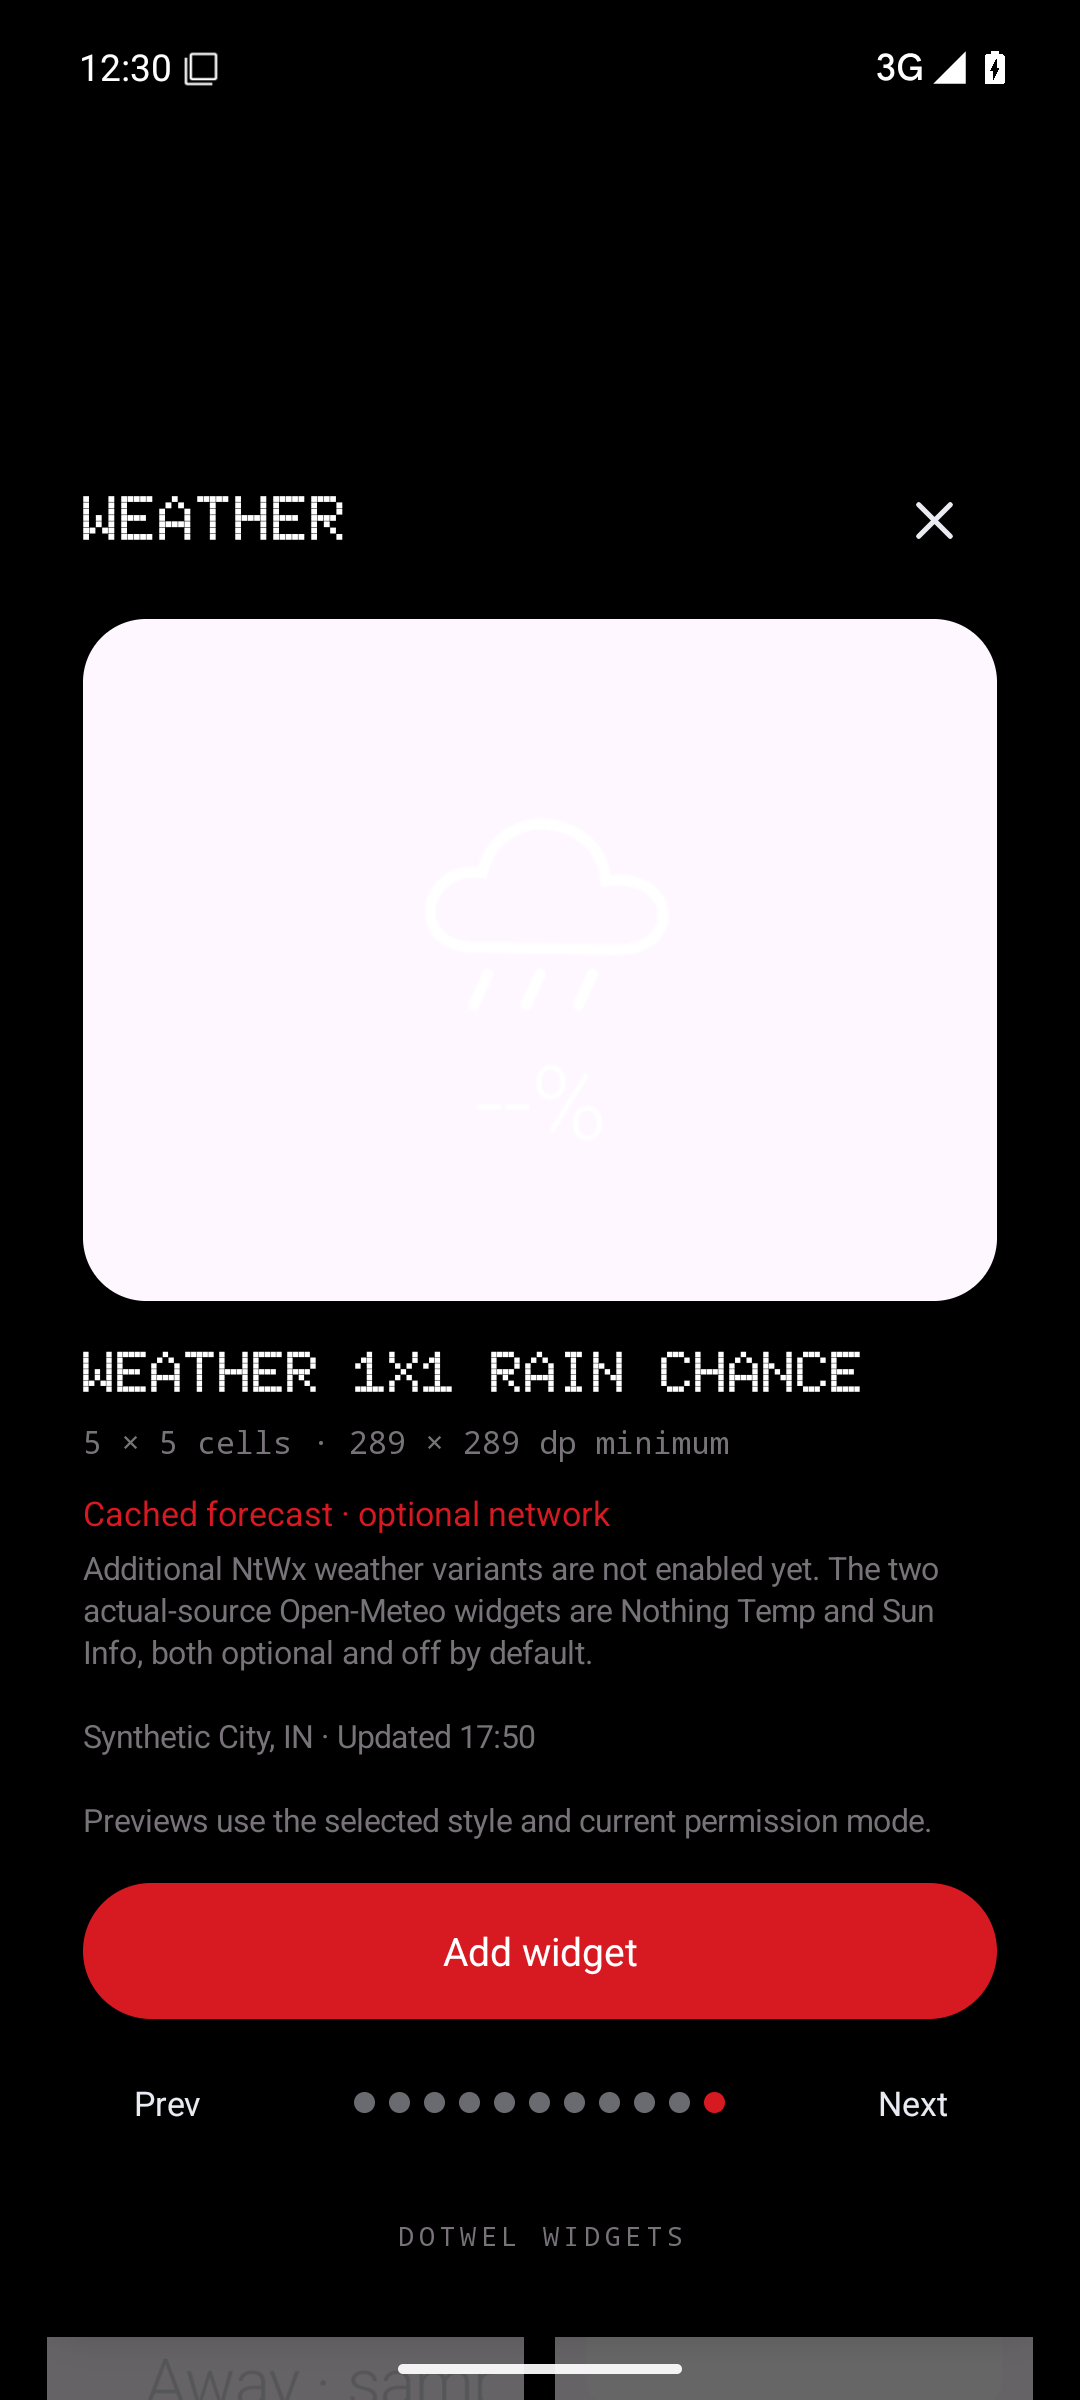 12:30
3G
WEATHER
--%
WEATHER 1X1 RAIN CHANCE
5 × 5 cells · 289 × 289 dp minimum
Cached forecast · optional network
Additional NtWx weather variants are not enabled yet. The two
actual-source Open-Meteo widgets are Nothing Temp and Sun
Info, both optional and off by default.
Synthetic City, IN · Updated 17:50
Previews use the selected style and current permission mode.
Add widget
Prev
Next
DOTWEL WIDGETS
Away ·